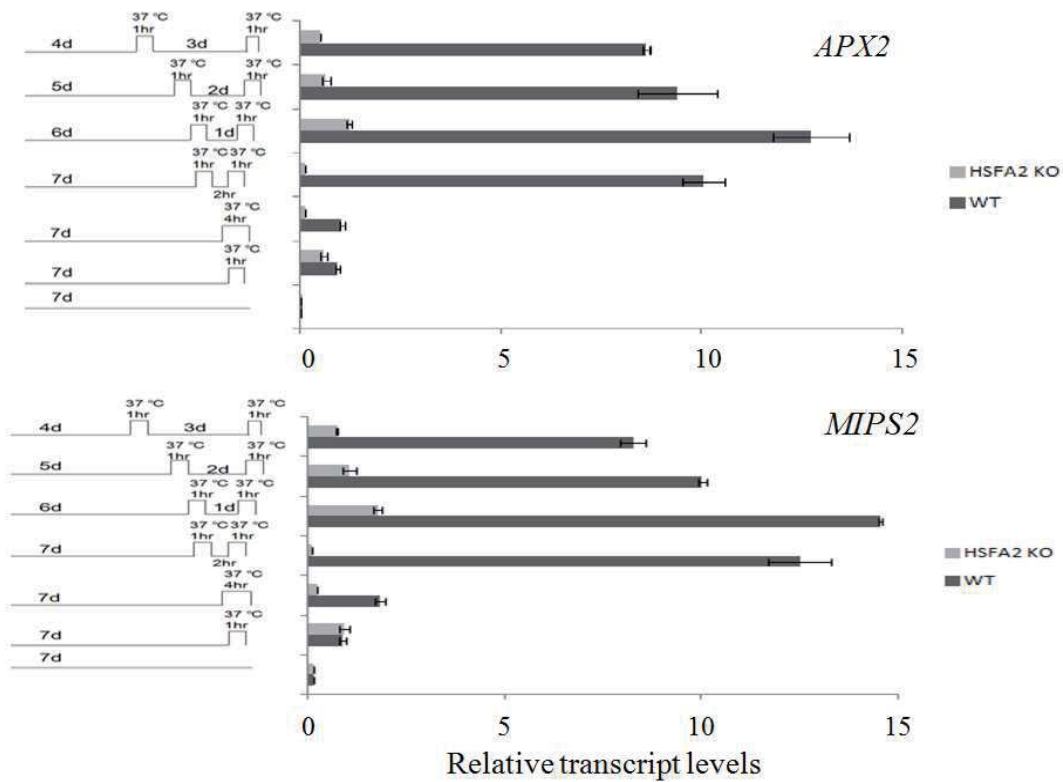 37 °C 37 °C
1hr 1hr
4d 3d
APX2
37 °C 37 °C
1hr 1hr
5d 2d
37 °C 37 °C
1hr 1hr
6d 1d
37 °C 37 °C
1hr 1hr
7d
2hr
37 °C
4hr
7d
37 °C
1hr
7d
7d
HSFA2 KO
WT
0 5 10 15
37 °C 37 °C
1hr 1hr
4d 3d
MIPS2
37 °C 37 °C
1hr 1hr
5d 2d
37 °C 37 °C
1hr 1hr
6d 1d
37 °C 37 °C
1hr 1hr
7d
2hr
37 °C
4hr
7d
37 °C
1hr
7d
7d
HSFA2 KO
WT
0 5 10 15
Relative transcript levels